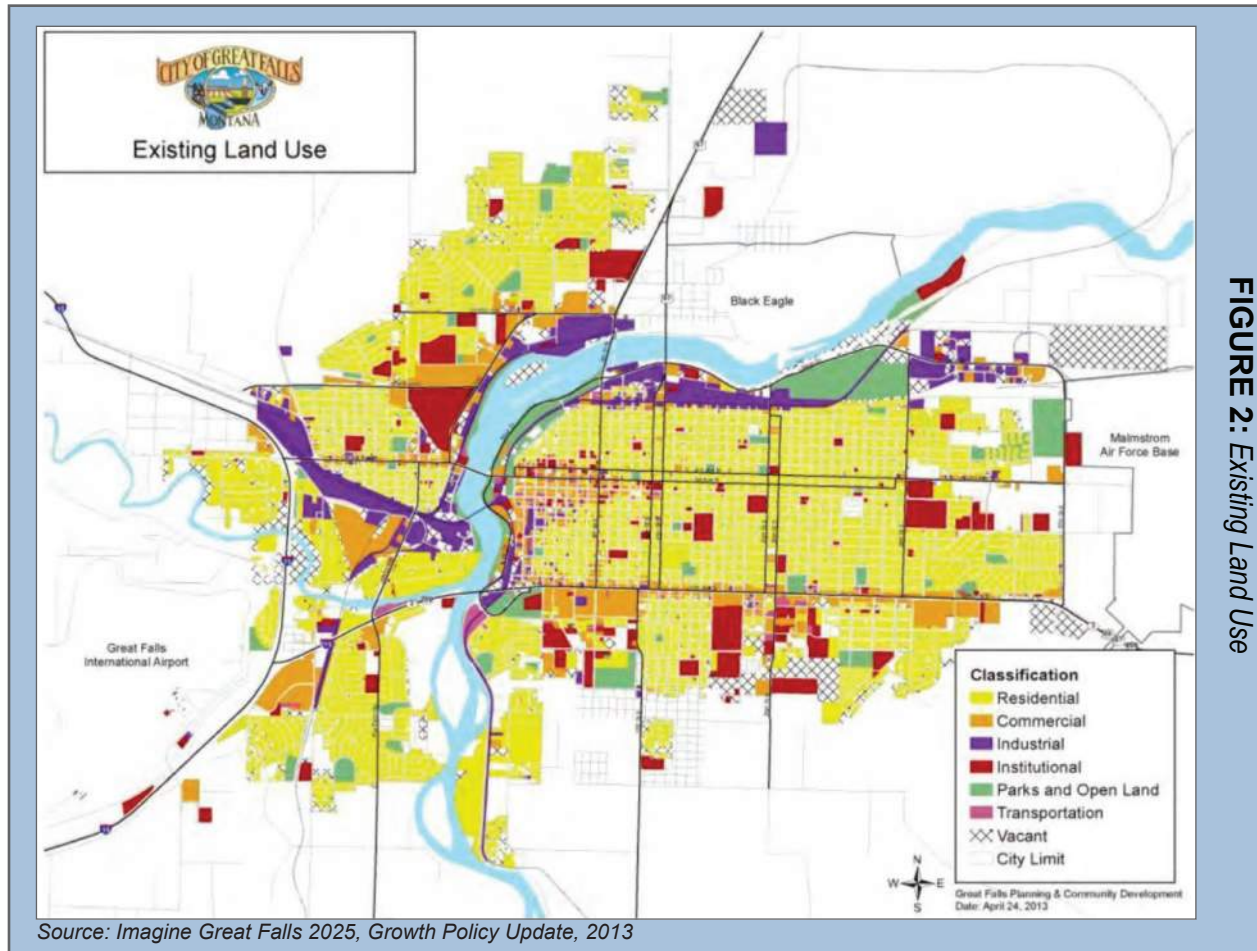 CITY OF GREAT FALLS
MONTANA
Existing Land Use
Black Eagle
Malmstrom
Air Force Base
Great Falls
International Airport
Classification
Residential
Commercial
Industrial
Institutional
Parks and Open Land
Transportation
Vacant
City Limit
N
W
E
S
Great Falls Planning & Community Development
Date: April 24, 2013
Source: Imagine Great Falls 2025, Growth Policy Update, 2013
FIGURE 2: Existing Land Use